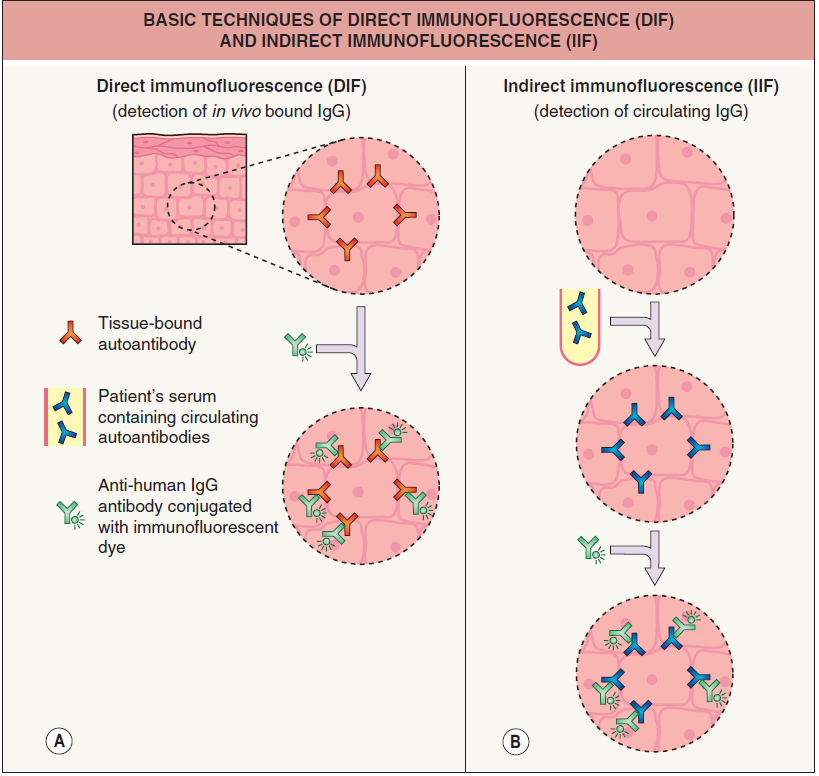 BASIC TECHNIQUES OF DIRECT IMMUNOFLUORESCENCE (DIF)
AND INDIRECT IMMUNOFLUORESCENCE (IIF)
Direct immunofluorescence (DIF)
(detection of in vivo bound IgG)
Tissue-bound
autoantibody
Patient's serum
containing circulating
autoantibodies
Anti-human IgG
antibody conjugated
with immunofluorescent
dye
A
Indirect immunofluorescence (IIF)
(detection of circulating IgG)
B